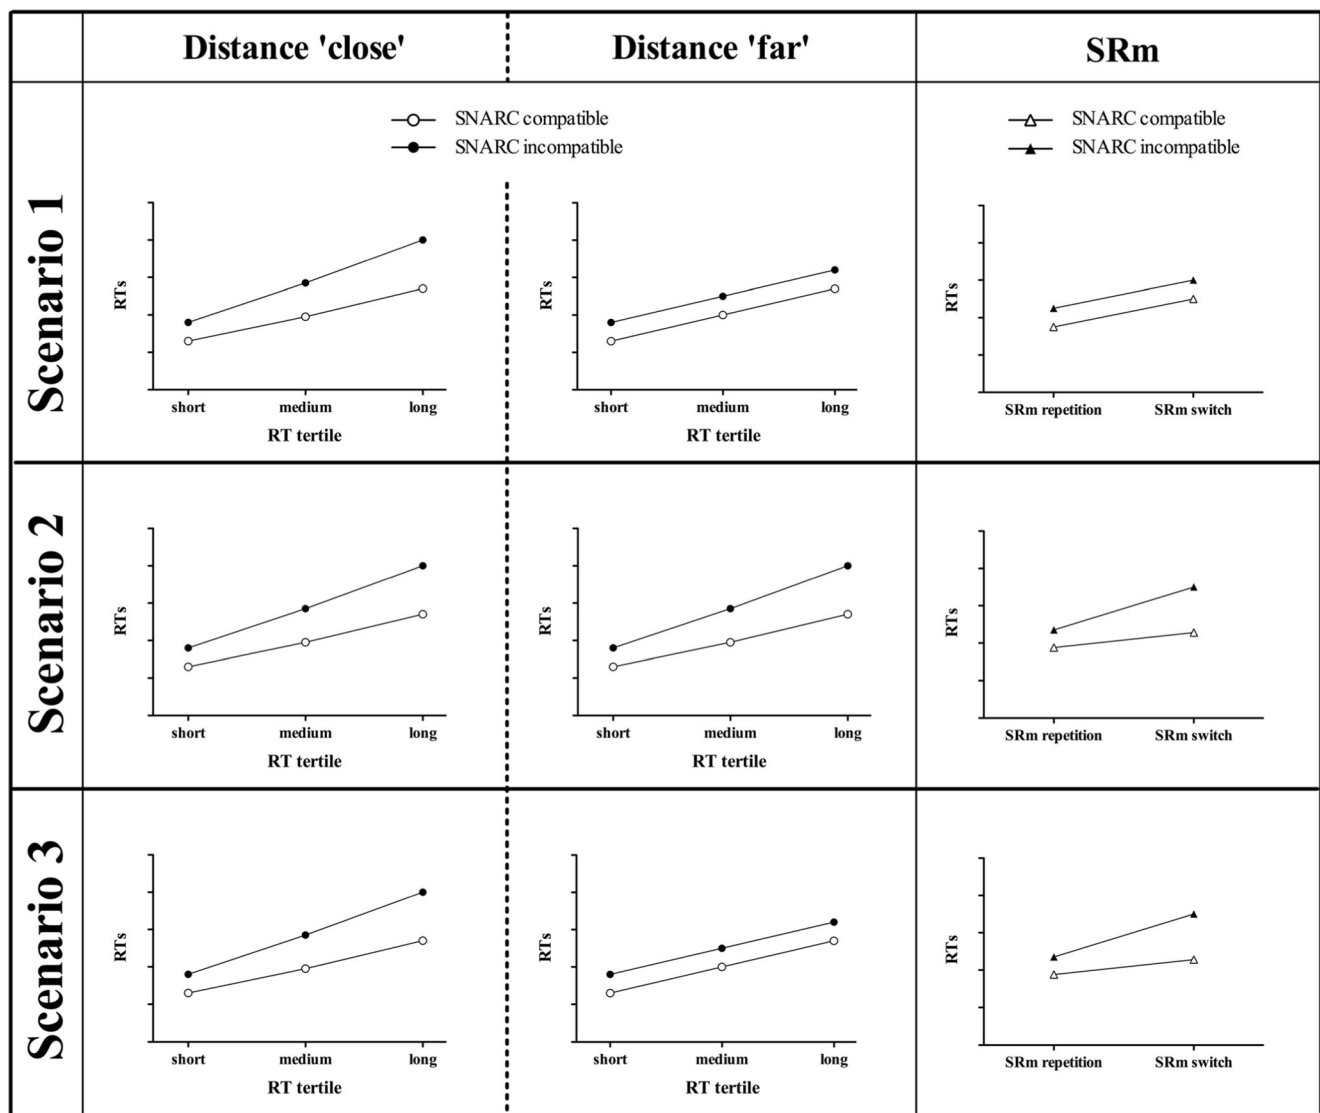 Distance 'close'
Distance 'far'
SRm
Scenario 1
SNARC compatible
SNARC incompatible
SNARC compatible
SNARC incompatible
RTs
short
medium
long
RT tertile
RTs
short
medium
long
RT tertile
RTs
SRm repetition
SRm switch
Scenario 2
RTs
short
medium
long
RT tertile
RTs
short
medium
long
RT tertile
RTs
SRm repetition
SRm switch
Scenario 3
RTs
short
medium
long
RT tertile
RTs
short
medium
long
RT tertile
RTs
SRm repetition
SRm switch